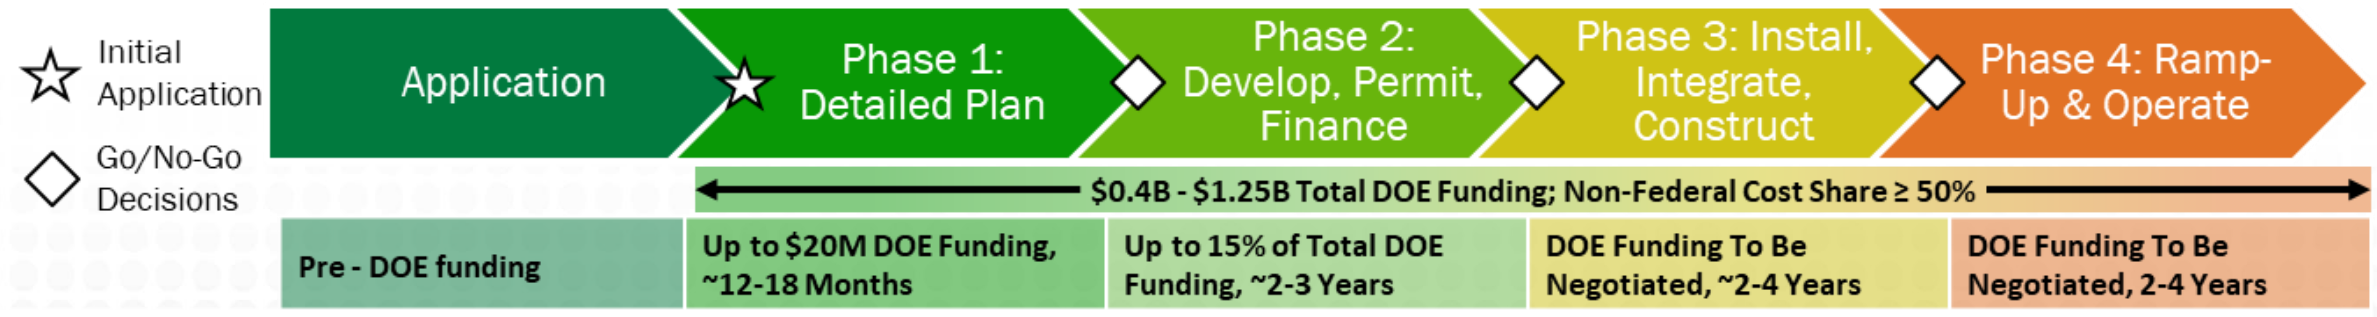 Initial
Application
Go/No-Go
Decisions
Application
Phase 1:
Detailed Plan
Phase 2:
Develop, Permit,
Finance
Phase 3: Install,
Integrate,
Construct
Phase 4: Ramp-
Up & Operate
$0.4B - $1.25B Total DOE Funding; Non-Federal Cost Share ≥ 50%
Pre - DOE funding
Up to $20M DOE Funding,
~12-18 Months
Up to 15% of Total DOE
Funding, ~2-3 Years
DOE Funding To Be
Negotiated, ~2-4 Years
DOE Funding To Be
Negotiated, 2-4 Years